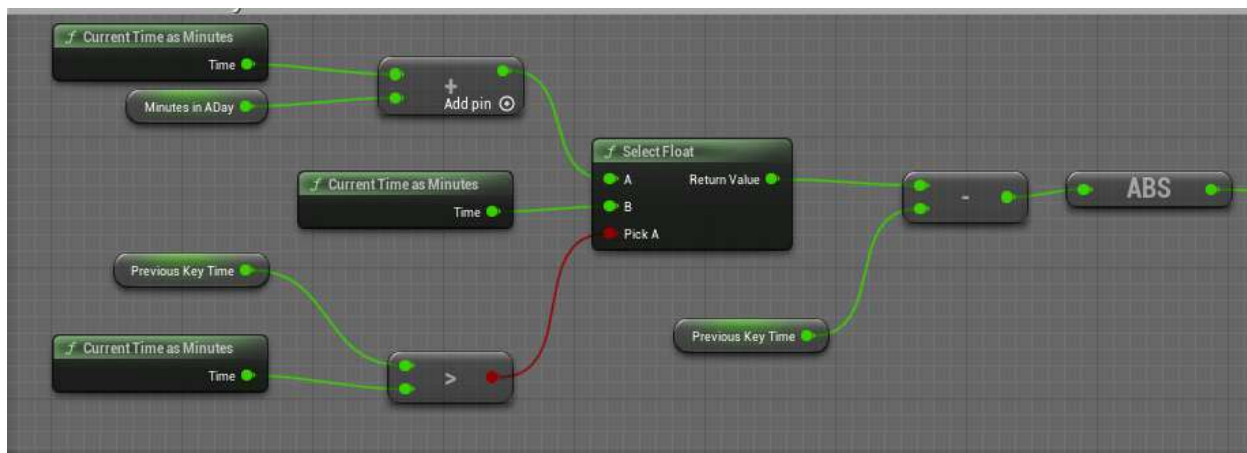 f Current Time as Minutes
Time
Minutes in ADay
+
Add pin
f Select Float
A
Return Value
B
Pick A
f Current Time as Minutes
Time
-
ABS
Previous Key Time
Previous Key Time
f Current Time as Minutes
Time
>